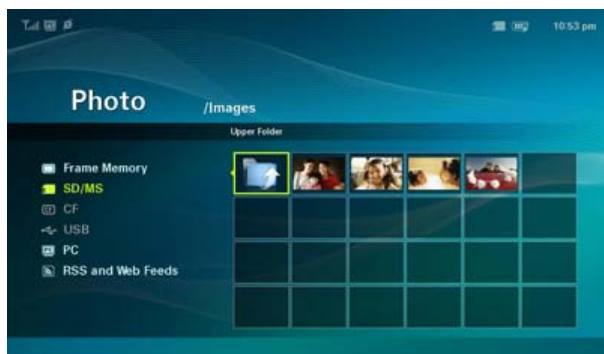 10:53 pm
Photo
/Images
Upper Folder
Frame Memory
SD/MS
CF
USB
PC
RSS and Web Feeds